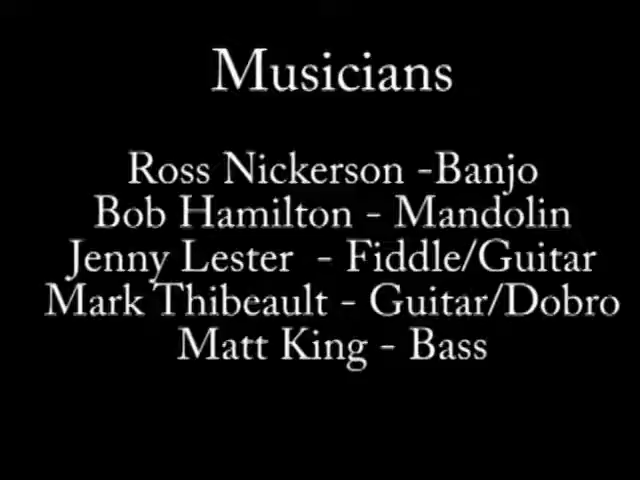 Musicians
Ross Nickerson -Banjo
Bob Hamilton - Mandolin
Jenny Lester - Fiddle/Guitar
Mark Thibeault - Guitar/Dobro
Matt King - Bass